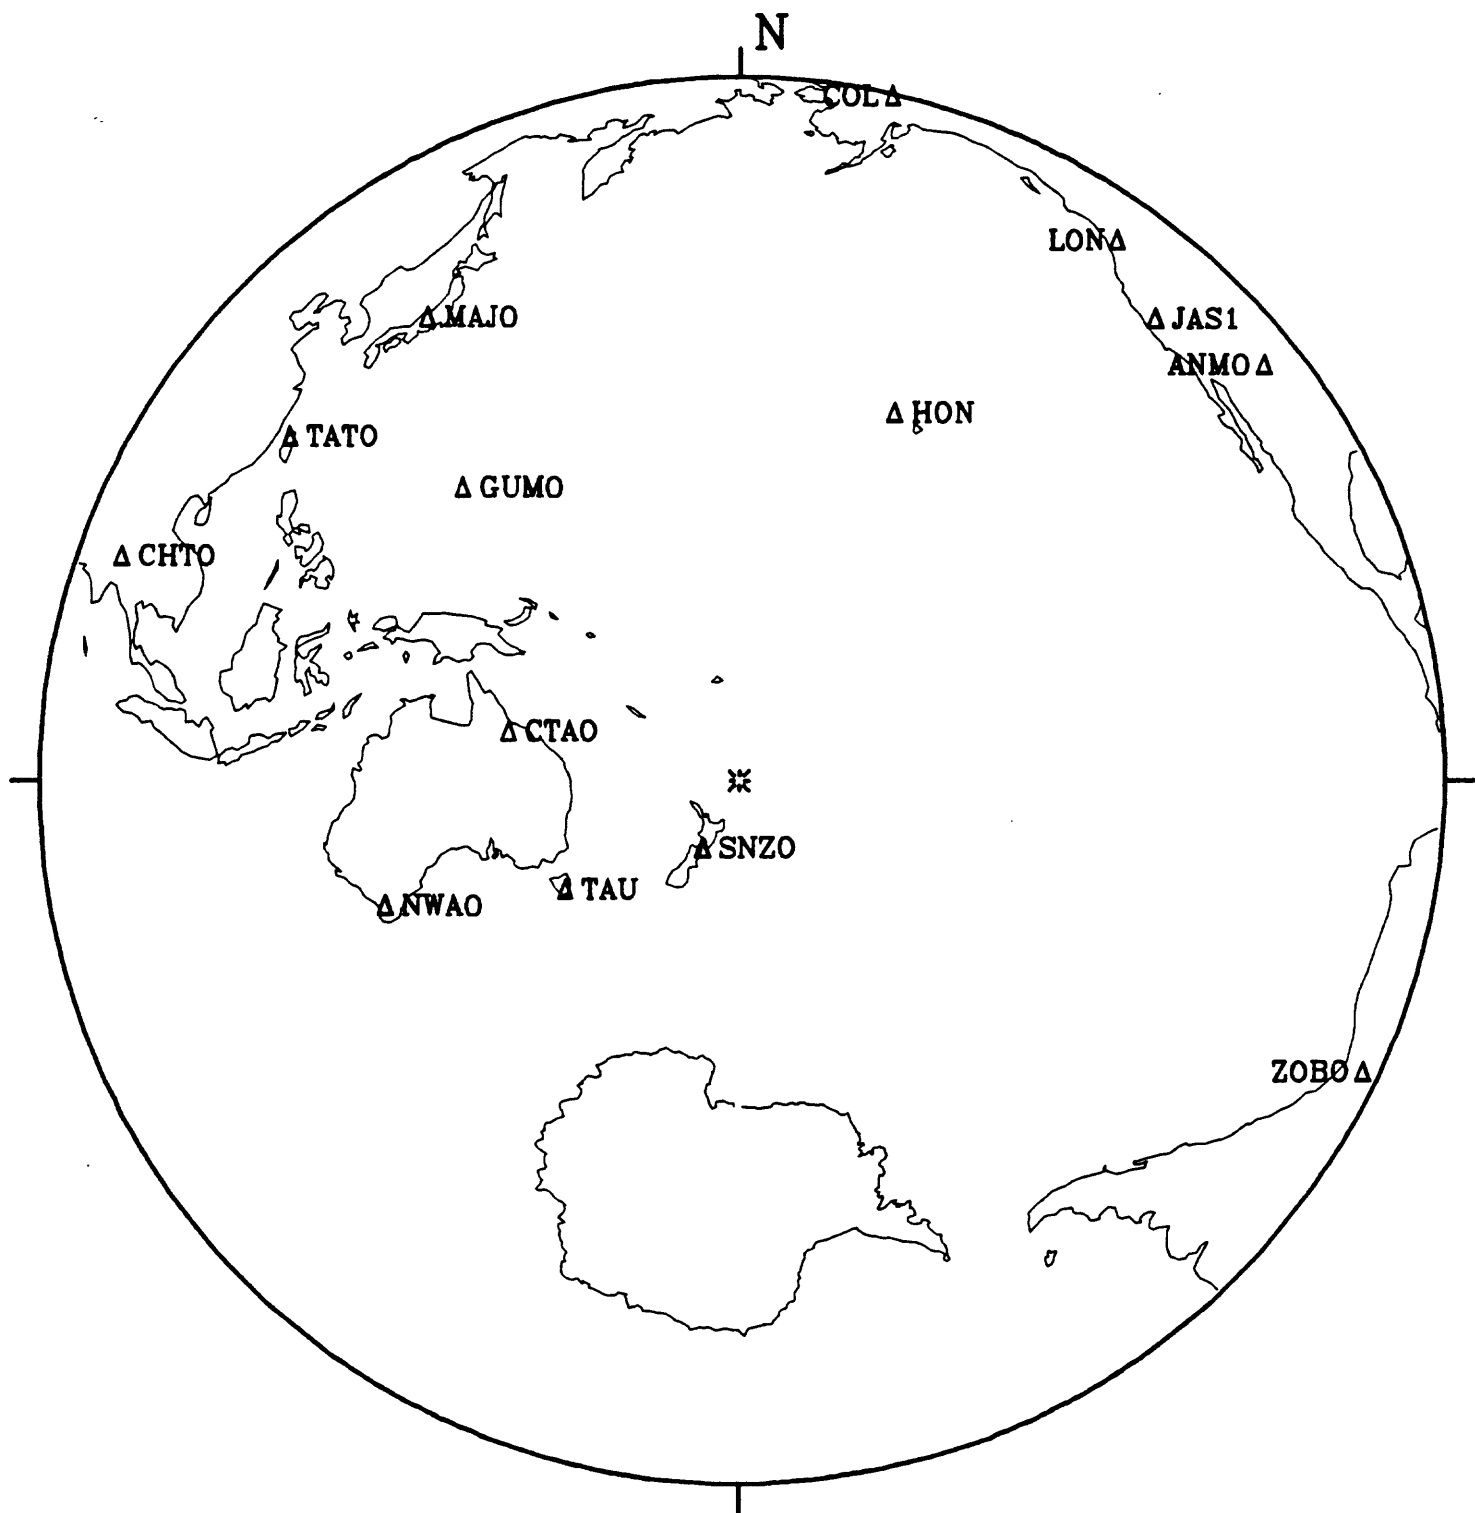 N
COL
LON
MAJO
JAS1
ANMO
HON
TATO
GUMO
CHTO
CTAO
SNZO
TAU
NWAO
ZOBO